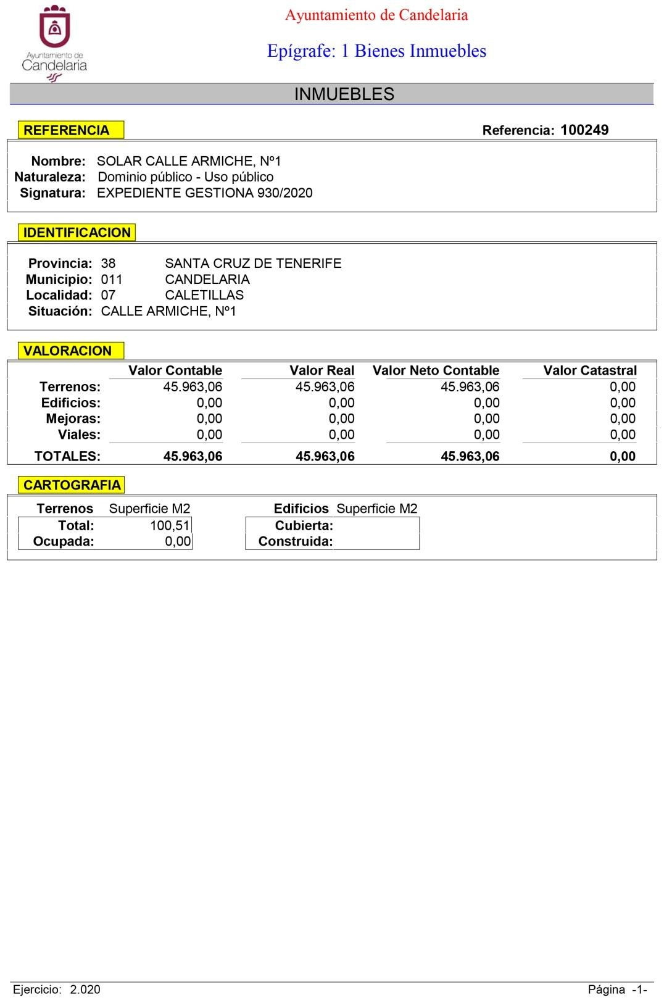 Ayuntamiento de
Candelaria
Ayuntamiento de Candelaria
Epígrafe: 1 Bienes Inmuebles
INMUEBLES
REFERENCIA Referencia: 100249
Nombre: SOLAR CALLE ARMICHE, Nº1
Naturaleza: Dominio público - Uso público
Signatura: EXPEDIENTE GESTIONA 930/2020
IDENTIFICACION
Provincia: 38 SANTA CRUZ DE TENERIFE
Municipio: 011 CANDELARIA
Localidad: 07 CALETILLAS
Situación: CALLE ARMICHE, Nº1
VALORACION
Valor Contable Valor Real Valor Neto Contable Valor Catastral
Terrenos: 45.963,06 45.963,06 45.963,06 0,00
Edificios: 0,00 0,00 0,00 0,00
Mejoras: 0,00 0,00 0,00 0,00
Viales: 0,00 0,00 0,00 0,00
TOTALES: 45.963,06 45.963,06 45.963,06 0,00
CARTOGRAFIA
Terrenos Superficie M2 Edificios Superficie M2
Total: 100,51 Cubierta:
Ocupada: 0,00 Construida:
Ejercicio: 2.020 Página -1-